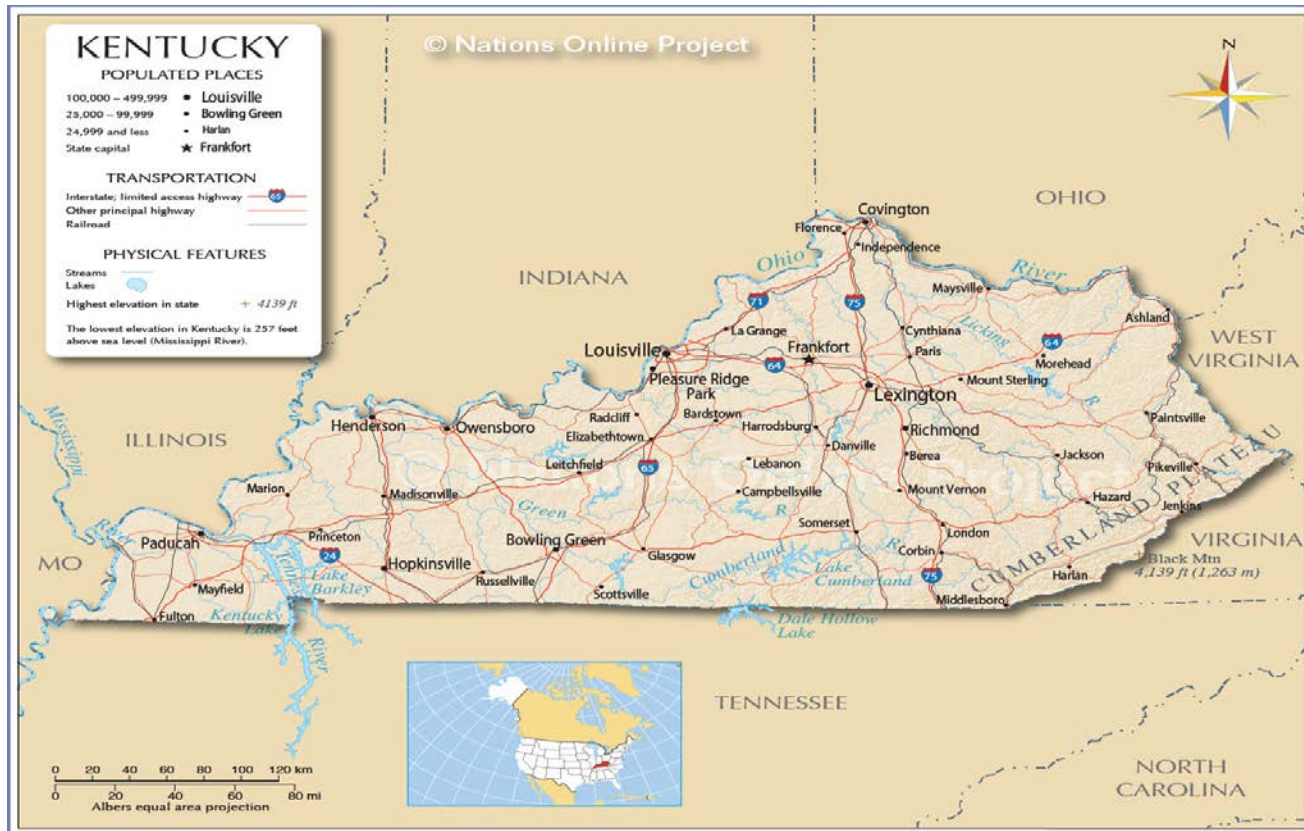 KENTUCKY
POPULATED PLACES
100,000 – 499,999 Louisville
25,000 – 99,999 Bowling Green
24,999 and less Harlan
State capital Frankfort
TRANSPORTATION
Interstate; limited access highway 65
Other principal highway
Railroad
PHYSICAL FEATURES
Streams
Lakes
Highest elevation in state + 4139 ft
The lowest elevation in Kentucky is 257 feet
above sea level (Mississippi River).
© Nations Online Project
N
OHIO
INDIANA
ILLINOIS
WEST
VIRGINIA
VIRGINIA
MO
TENNESSEE
NORTH
CAROLINA
Covington
Florence
Independence
Ohio
River
Maysville
71
75
Ashland
La Grange
Cynthiana
Licking
R
64
Louisville
Frankfort
64
Paris
Morehead
Pleasure Ridge
Park
Lexington
Mount Sterling
Henderson
Owensboro
Radcliff
Bardstown
Harrodsburg
Richmond
Paintsville
Elizabethtown
Danville
Mississippi
River
Leitchfield
65
Lebanon
Berea
Jackson
Pikeville
© Nations Online Project
Marion
Madisonville
Campbellsville
Mount Vernon
Hazard
Jenkins
CUMBERLAND PLATEAU
Green
R
Paducah
Princeton
Somerset
London
24
Bowling Green
Glasgow
Cumberland
R
Corbin
Black Mtn
4,139 ft (1,263 m)
Hopkinsville
Russellville
Lake
Cumberland
75
Harlan
Mayfield
Lake
Barkley
Scottsville
Middlesboro
Fulton
Kentucky
Lake
River
Dale Hollow
Lake
0 20 40 60 80 100 120 km
0 20 40 60 80 mi
Albers equal area projection